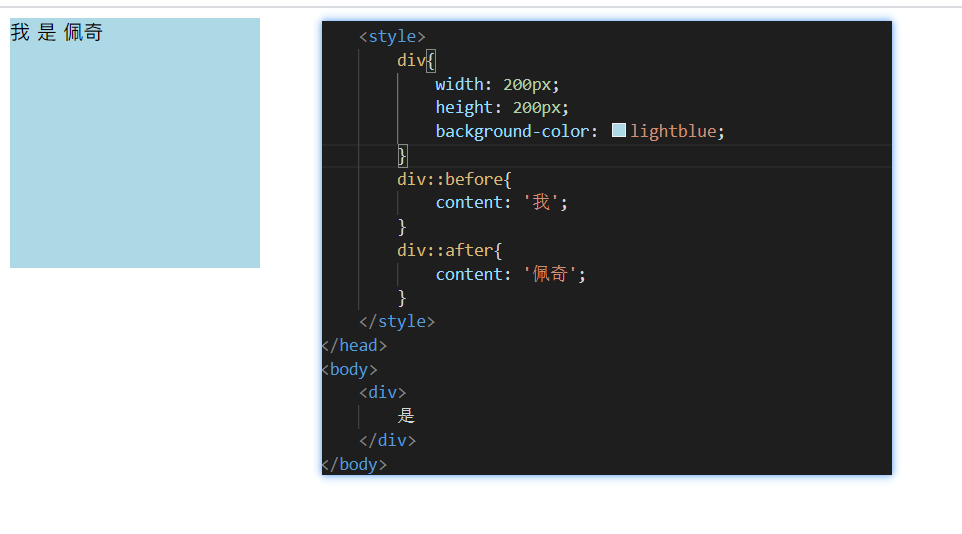 我 是 佩奇
<style>
div{
width: 200px;
height: 200px;
background-color: lightblue;
}
div::before{
content: '我';
}
div::after{
content: '佩奇';
}
</style>
</head>
<body>
<div>
是
</div>
</body>